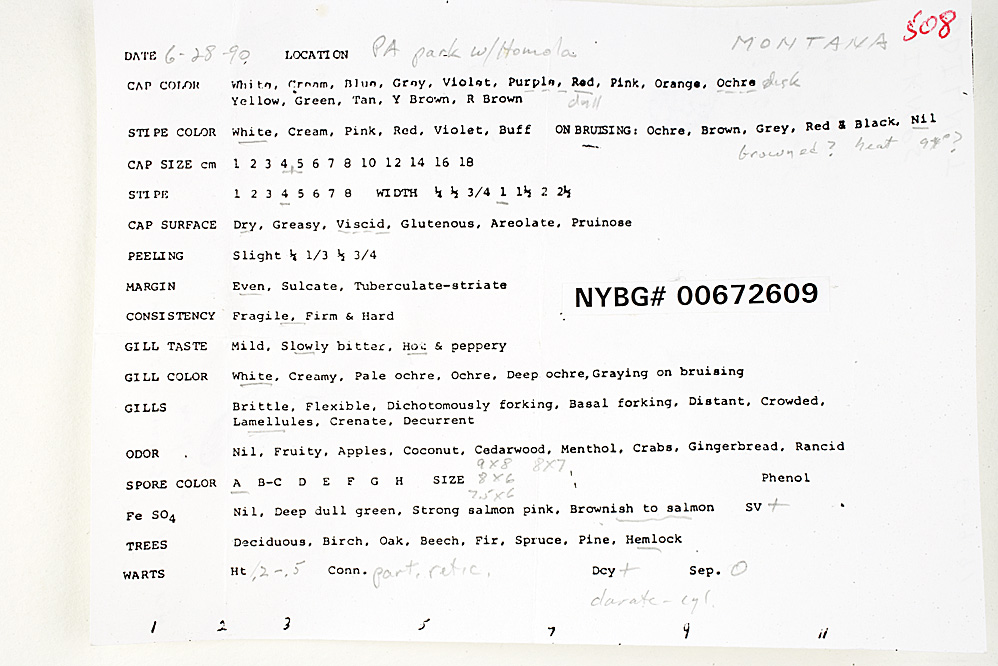 MONTANA 508
DATE 6-28-90 LOCATION PA park w/Homola
CAP COLOR White, Cream, Blue, Grey, Violet, Purple, Red, Pink, Orange, Ochre disk
Yellow, Green, Tan, Y Brown, R Brown dull
STIPE COLOR White, Cream, Pink, Red, Violet, Buff ON BRUISING: Ochre, Brown, Grey, Red & Black, Nil
browned? heat
CAP SIZE cm 1 2 3 4 5 6 7 8 10 12 14 16 18
STIPE 1 2 3 4 5 6 7 8 WIDTH ¼ ½ 3/4 1 1½ 2 2½
CAP SURFACE Dry, Greasy, Viscid, Glutenous, Areolate, Pruinose
PEELING Slight ¼ 1/3 ½ 3/4
MARGIN Even, Sulcate, Tuberculate-striate
NYBG# 00672609
CONSISTENCY Fragile, Firm & Hard
GILL TASTE Mild, Slowly bitter, Hot & peppery
GILL COLOR White, Creamy, Pale ochre, Ochre, Deep ochre, Graying on bruising
GILLS Brittle, Flexible, Dichotomously forking, Basal forking, Distant, Crowded,
Lamellules, Crenate, Decurrent
ODOR . Nil, Fruity, Apples, Coconut, Cedarwood, Menthol, Crabs, Gingerbread, Rancid
9x8 8x7
SPORE COLOR A B-C D E F G H SIZE 8x6 Phenol
7.5x6
Fe SO4 Nil, Deep dull green, Strong salmon pink, Brownish to salmon SV +
TREES Deciduous, Birch, Oak, Beech, Fir, Spruce, Pine, Hemlock
WARTS Ht .2-.5 Conn. part. retic. Dcy + Sep. 0
clavate-cyl.
1 2 3 5 7 9 11